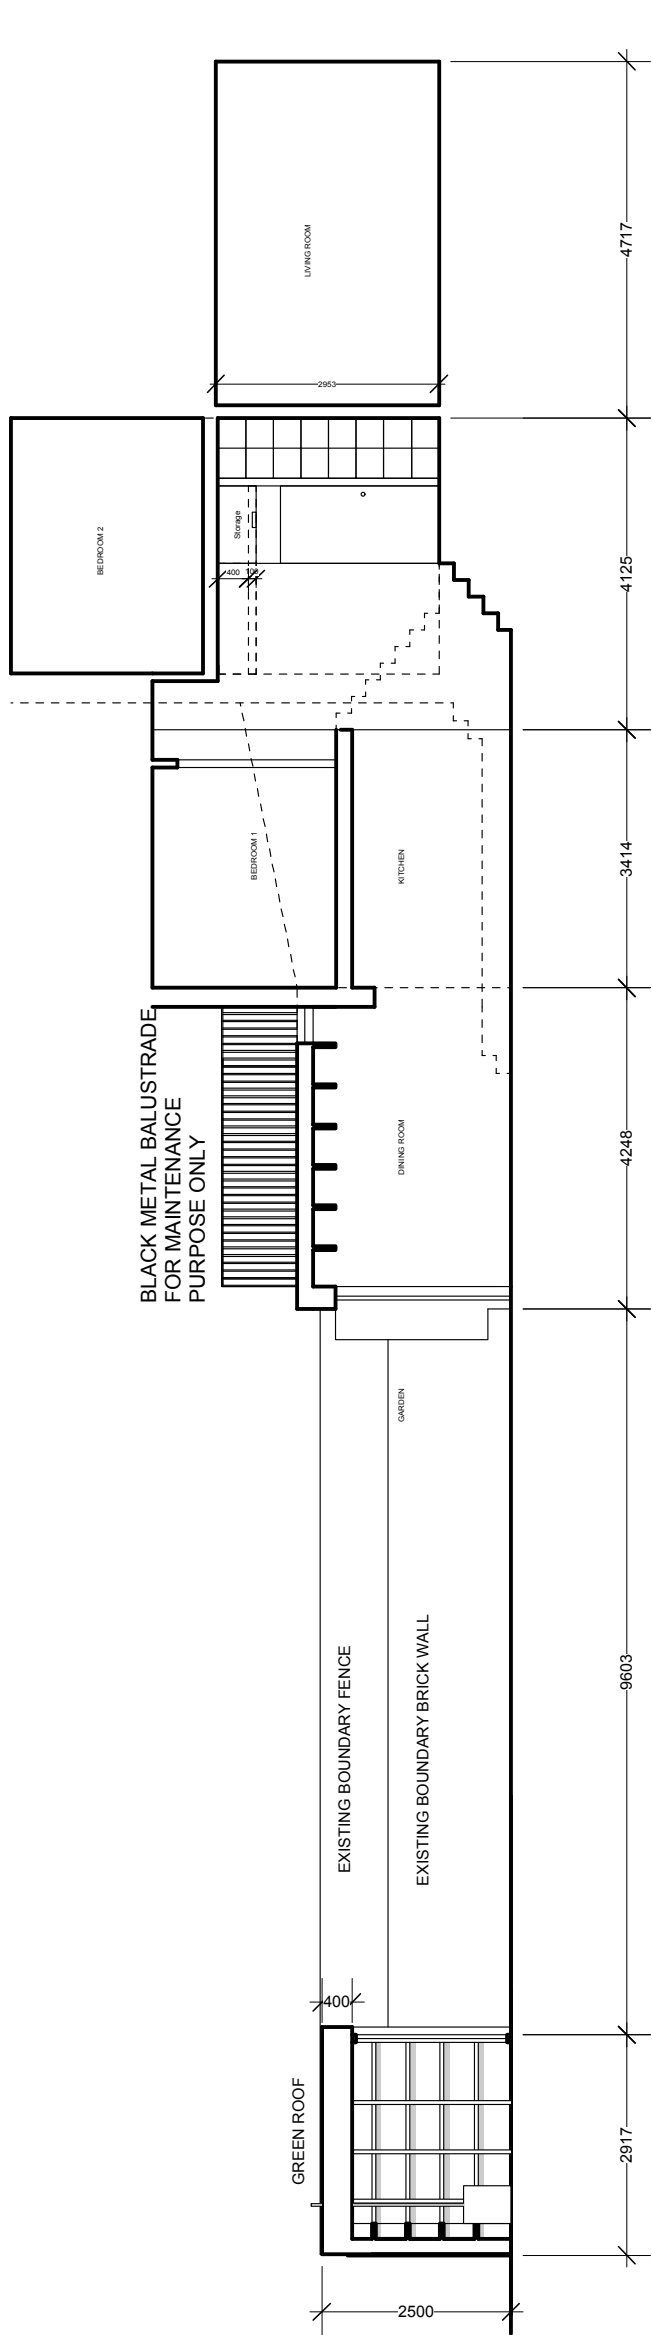 4717
LIVING ROOM
2953
BEDROOM 2
Storage
400
100
4125
BEDROOM 1
KITCHEN
3414
BLACK METAL BALUSTRADE
FOR MAINTENANCE
PURPOSE ONLY
DINING ROOM
4248
GARDEN
EXISTING BOUNDARY FENCE
EXISTING BOUNDARY BRICK WALL
9603
400
GREEN ROOF
2917
2500